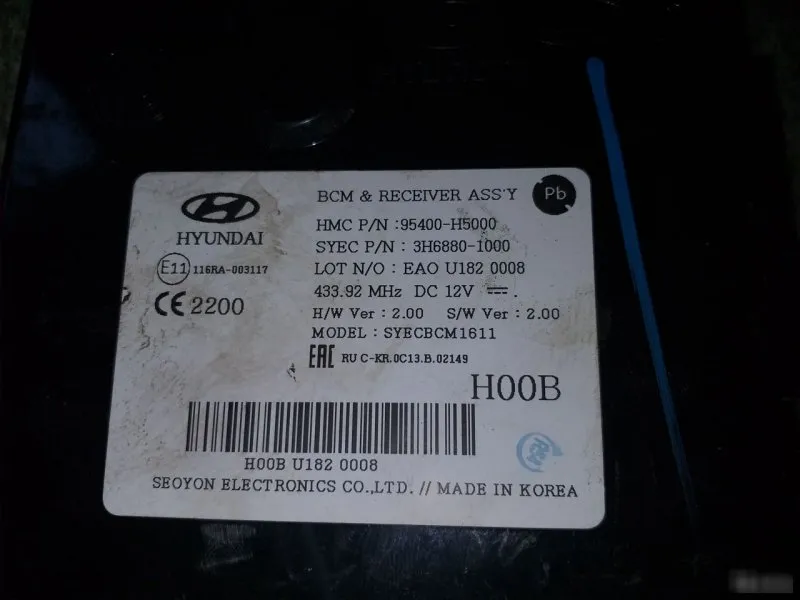 BCM & RECEIVER ASS'Y
Pb
HYUNDAI
HMC P/N :95400-H5000
SYEC P/N : 3H6880-1000
E11 116RA-003117
LOT N/O : EAO U182 0008
433.92 MHz DC 12V
CE 2200
H/W Ver : 2.00 S/W Ver : 2.00
MODEL : SYECBCM1611
EAC RU C-KR.0C13.B.02149
H00B
H00B U182 0008
SEOYON ELECTRONICS CO.,LTD. // MADE IN KOREA